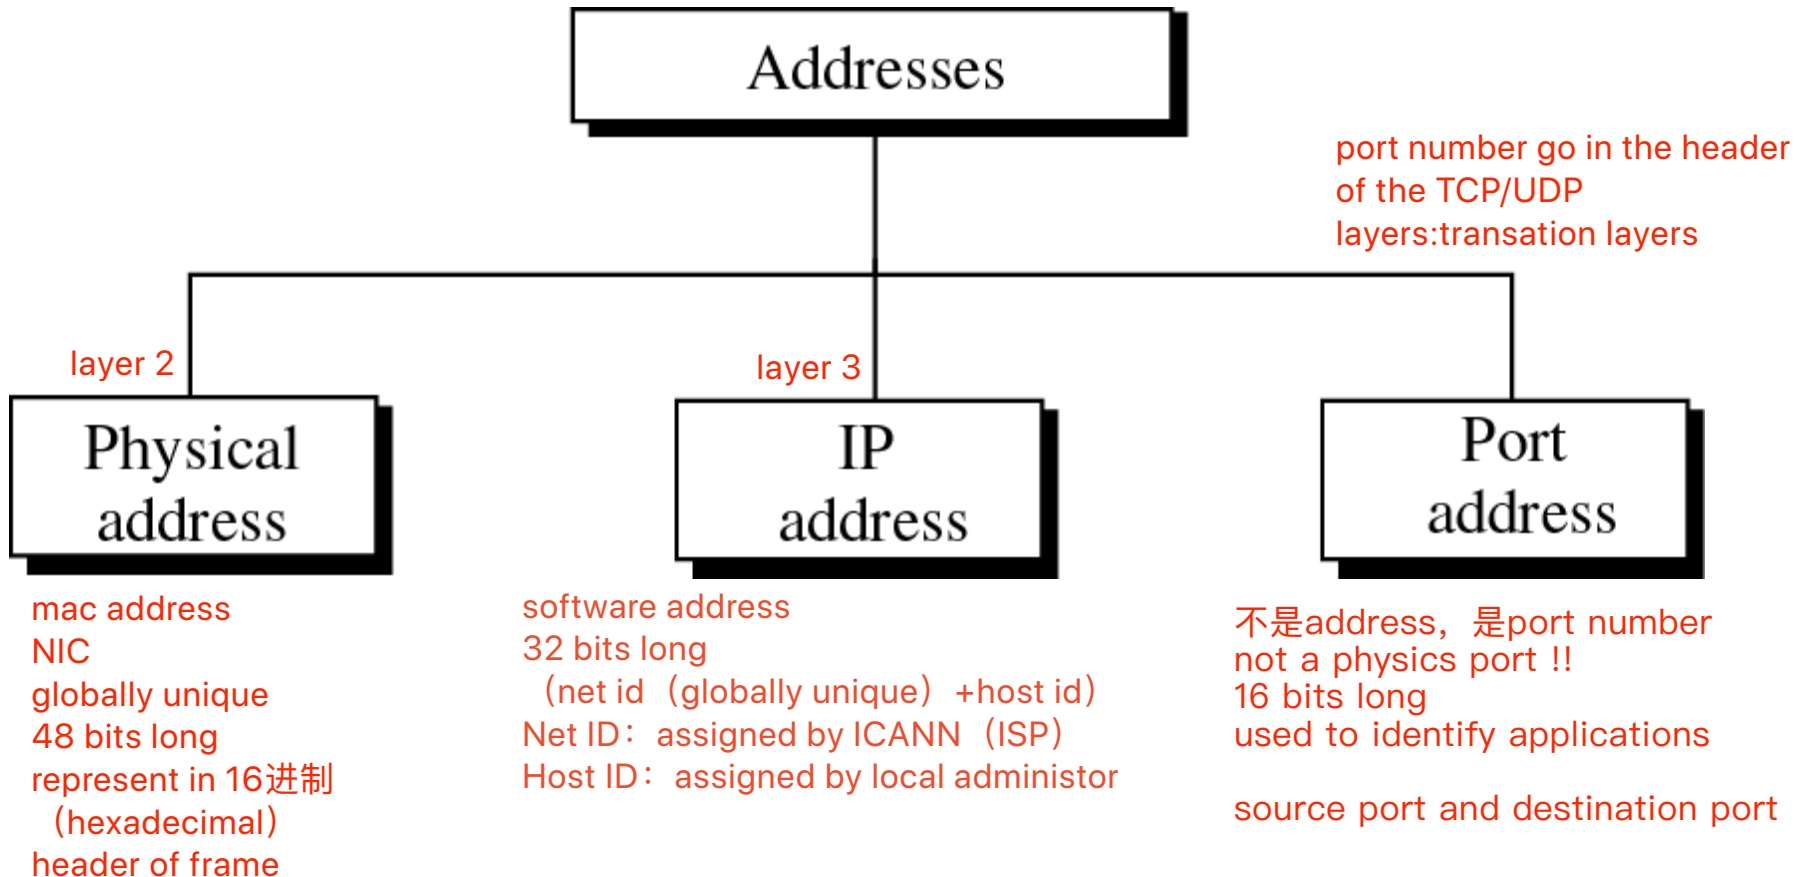 Addresses
port number go in the header
of the TCP/UDP
layers:transation layers
layer 2
layer 3
Physical
address
IP
address
Port
address
mac address
NIC
globally unique
48 bits long
represent in 16进制
（hexadecimal）
header of frame
software address
32 bits long
（net id（globally unique）+host id）
Net ID：assigned by ICANN（ISP）
Host ID：assigned by local administor
不是address，是port number
not a physics port !!
16 bits long
used to identify applications
source port and destination port